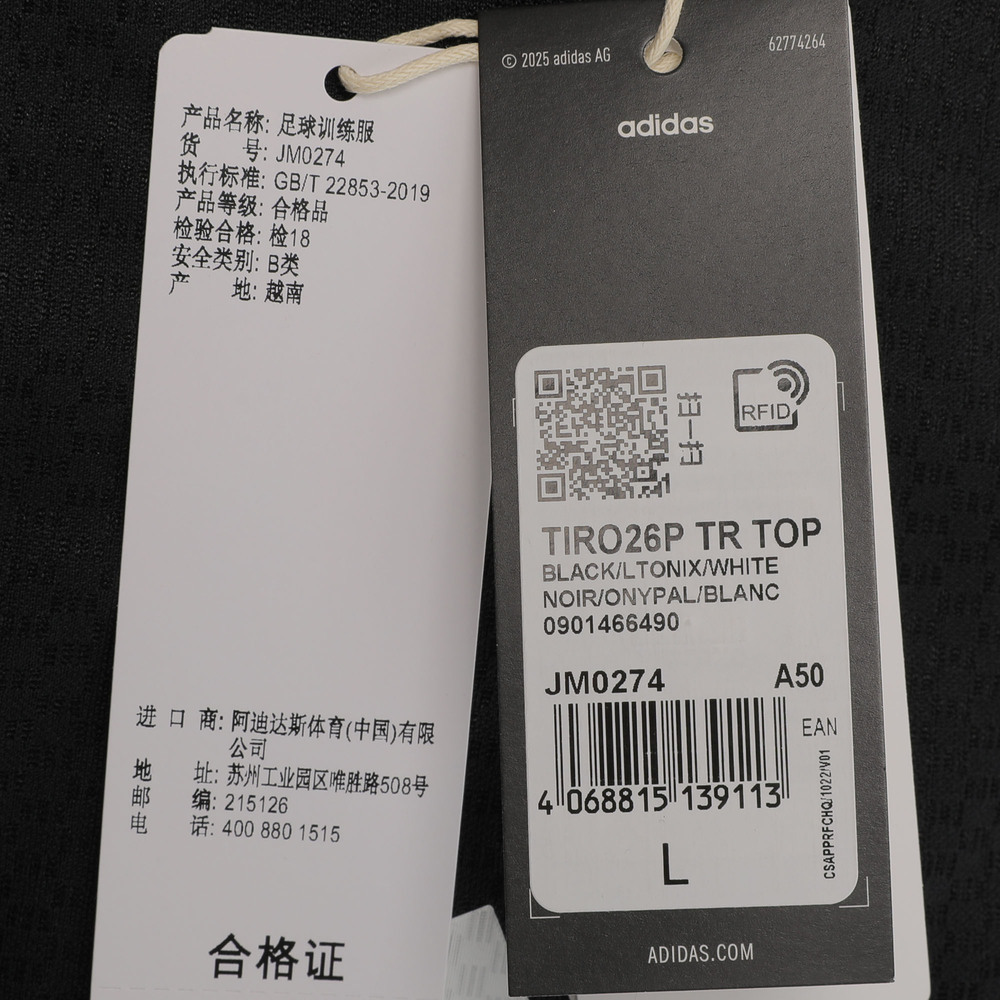 产品名称: 足球训练服
货 号: JM0274
执行标准: GB/T 22853-2019
产品等级: 合格品
检验合格: 检18
安全类别: B类
产 地: 越南
进 口 商: 阿迪达斯体育(中国)有限
公司
地 址: 苏州工业园区唯胜路508号
邮 编: 215126
电 话: 400 880 1515
合格证
© 2025 adidas AG
62774264
adidas
扫一扫
RFID
TIRO26P TR TOP
BLACK/LTONIX/WHITE
NOIR/ONYPAL/BLANC
0901466490
JM0274 A50
EAN
4 068815 139113
CSAPPRFCHQ/1022/V01
L
ADIDAS.COM